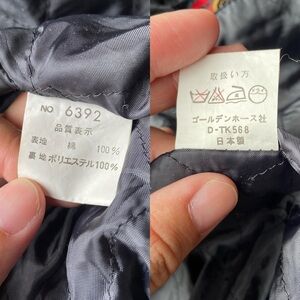 NO 6392
品質表示
表地 綿 100%
裏地 ポリエステル100%
取扱い方
ゴールデンホース社
D-TK568
日本製